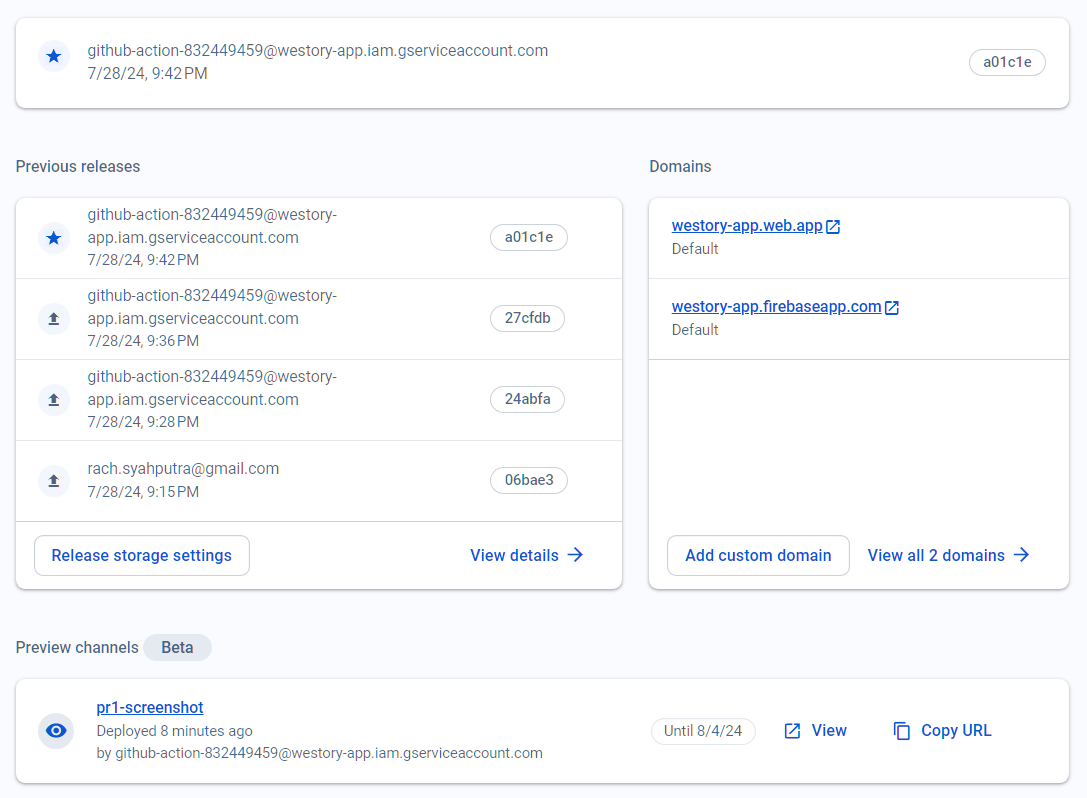 github-action-832449459@westory-app.iam.gserviceaccount.com
7/28/24, 9:42 PM
a01c1e
Previous releases
github-action-832449459@westory-
app.iam.gserviceaccount.com
7/28/24, 9:42 PM
a01c1e
github-action-832449459@westory-
app.iam.gserviceaccount.com
7/28/24, 9:36 PM
27cfdb
github-action-832449459@westory-
app.iam.gserviceaccount.com
7/28/24, 9:28 PM
24abfa
rach.syahputra@gmail.com
7/28/24, 9:15 PM
06bae3
Release storage settings
View details
Domains
westory-app.web.app
Default
westory-app.firebaseapp.com
Default
Add custom domain
View all 2 domains
Preview channels Beta
pr1-screenshot
Deployed 8 minutes ago
by github-action-832449459@westory-app.iam.gserviceaccount.com
Until 8/4/24
View
Copy URL